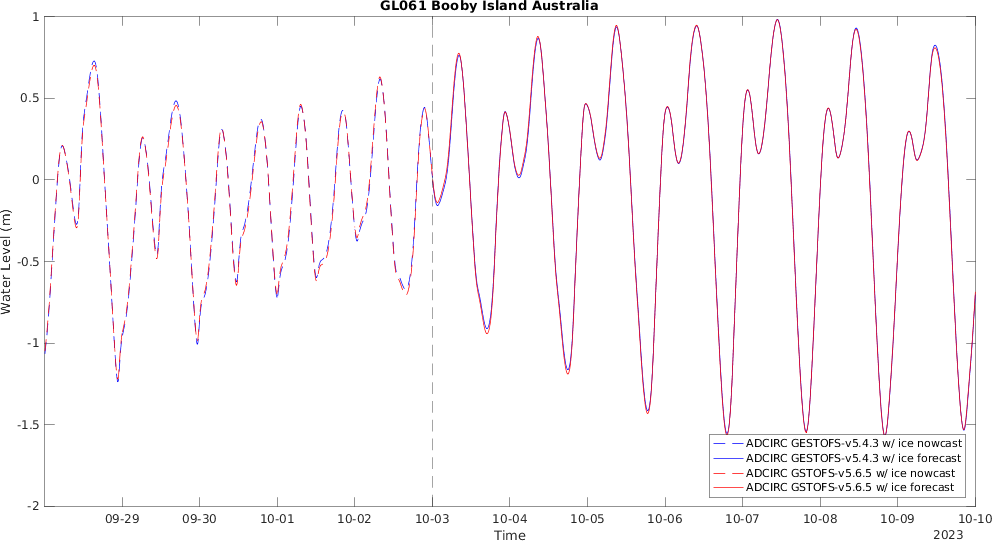 GL061 Booby Island Australia
1
0.5
0
-0.5
-1
-1.5
-2
Water Level (m)
ADCIRC GESTOFS-v5.4.3 w/ ice nowcast
ADCIRC GESTOFS-v5.4.3 w/ ice forecast
ADCIRC GSTOFS-v5.6.5 w/ ice nowcast
ADCIRC GSTOFS-v5.6.5 w/ ice forecast
09-29 09-30 10-01 10-02 10-03 10-04 10-05 10-06 10-07 10-08 10-09 10-10
Time
2023